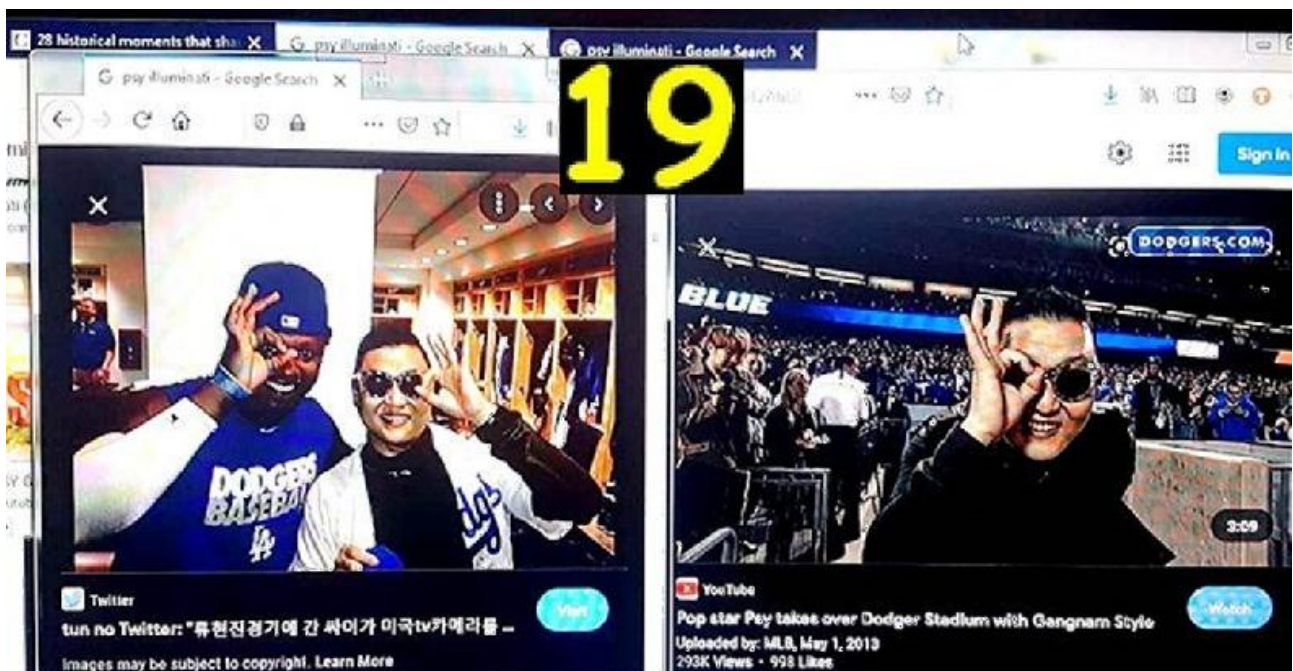 28 historical moments that sha
psy illuminati - Google Search
psy illuminati - Google Search
psy illuminati - Google Search
19
Sign In
DODGERS.COM
BLUE
DODGERS
BASEBALL
LA
3:09
Twitter
Visit
tun no Twitter: "류현진경기에 간 싸이가 미국tv카메라를 ...
Images may be subject to copyright. Learn More
YouTube
Watch
Pop star Psy takes over Dodger Stadium with Gangnam Style
Uploaded by: MLB, May 1, 2013
293K Views • 998 Likes